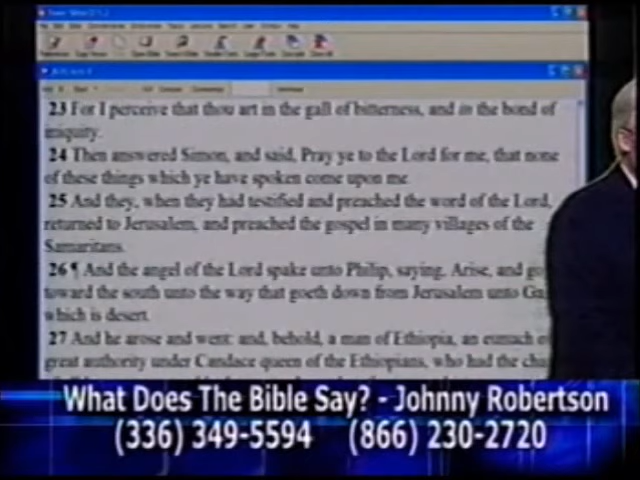 23 For I perceive that thou art in the gall of bitterness, and in the bond of
iniquity.
24 Then answered Simon, and said, Pray ye to the Lord for me, that none
of these things which ye have spoken come upon me.
25 And they, when they had testified and preached the word of the Lord,
returned to Jerusalem, and preached the gospel in many villages of the
Samaritans.
26 ¶ And the angel of the Lord spake unto Philip, saying, Arise, and go
toward the south unto the way that goeth down from Jerusalem unto Ga
which is desert.
27 And he arose and went: and, behold, a man of Ethiopia, an eunuch o
great authority under Candace queen of the Ethiopians, who had the cha
What Does The Bible Say? - Johnny Robertson
(336) 349-5594 (866) 230-2720